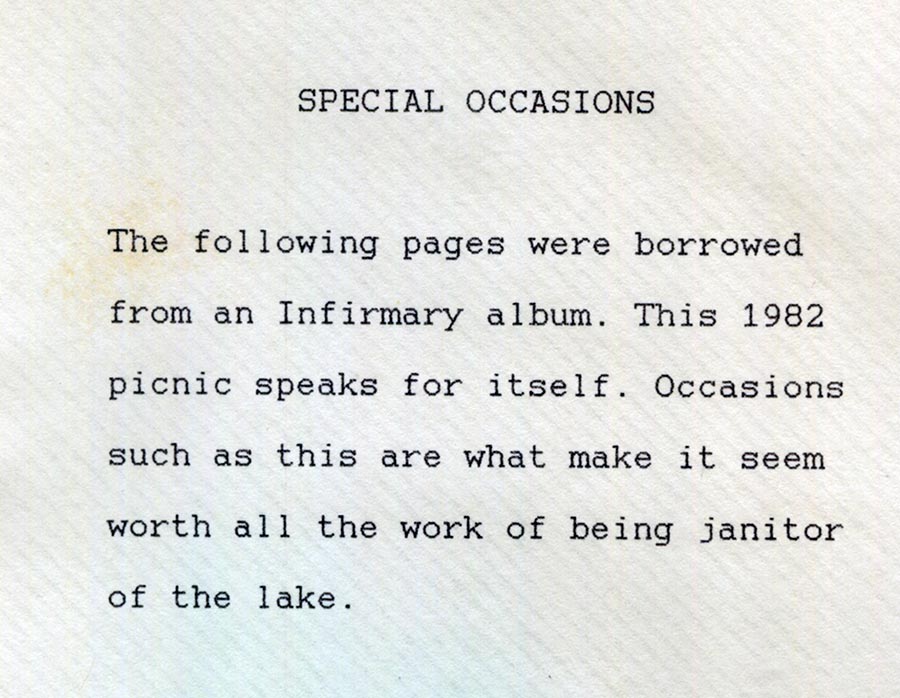 SPECIAL OCCASIONS
The following pages were borrowed
from an Infirmary album. This 1982
picnic speaks for itself. Occasions
such as this are what make it seem
worth all the work of being janitor
of the lake.